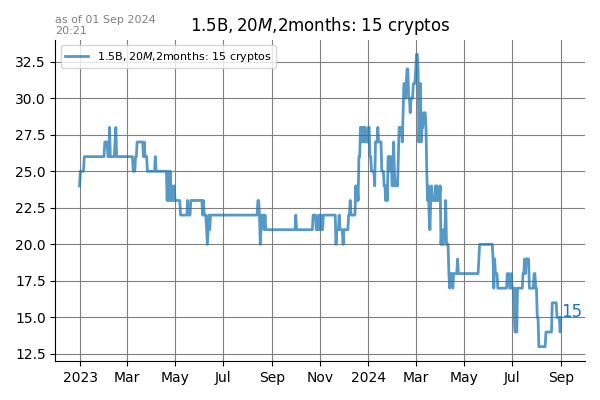 as of 01 Sep 2024
20:21
1.5B, 20M,2months: 15 cryptos
1.5B, 20M,2months: 15 cryptos
32.5
30.0
27.5
25.0
22.5
20.0
17.5
15.0
12.5
15
2023 Mar May Jul Sep Nov 2024 Mar May Jul Sep